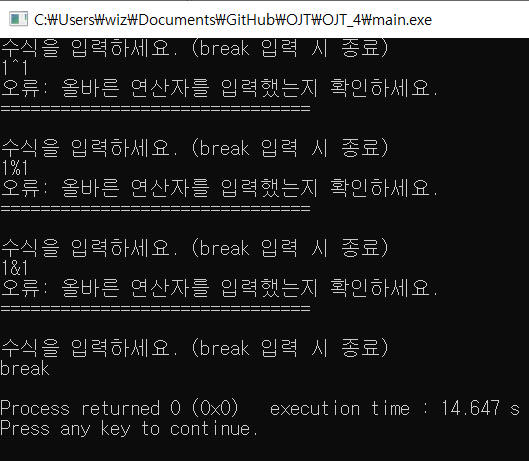 C:₩Users₩wiz₩Documents₩GitHub₩OJT₩OJT_4₩main.exe
수식을 입력하세요. (break 입력 시 종료)
1^1
오류: 올바른 연산자를 입력했는지 확인하세요.
===============================
수식을 입력하세요. (break 입력 시 종료)
1%1
오류: 올바른 연산자를 입력했는지 확인하세요.
===============================
수식을 입력하세요. (break 입력 시 종료)
1&1
오류: 올바른 연산자를 입력했는지 확인하세요.
===============================
수식을 입력하세요. (break 입력 시 종료)
break
Process returned 0 (0x0)   execution time : 14.647 s
Press any key to continue.